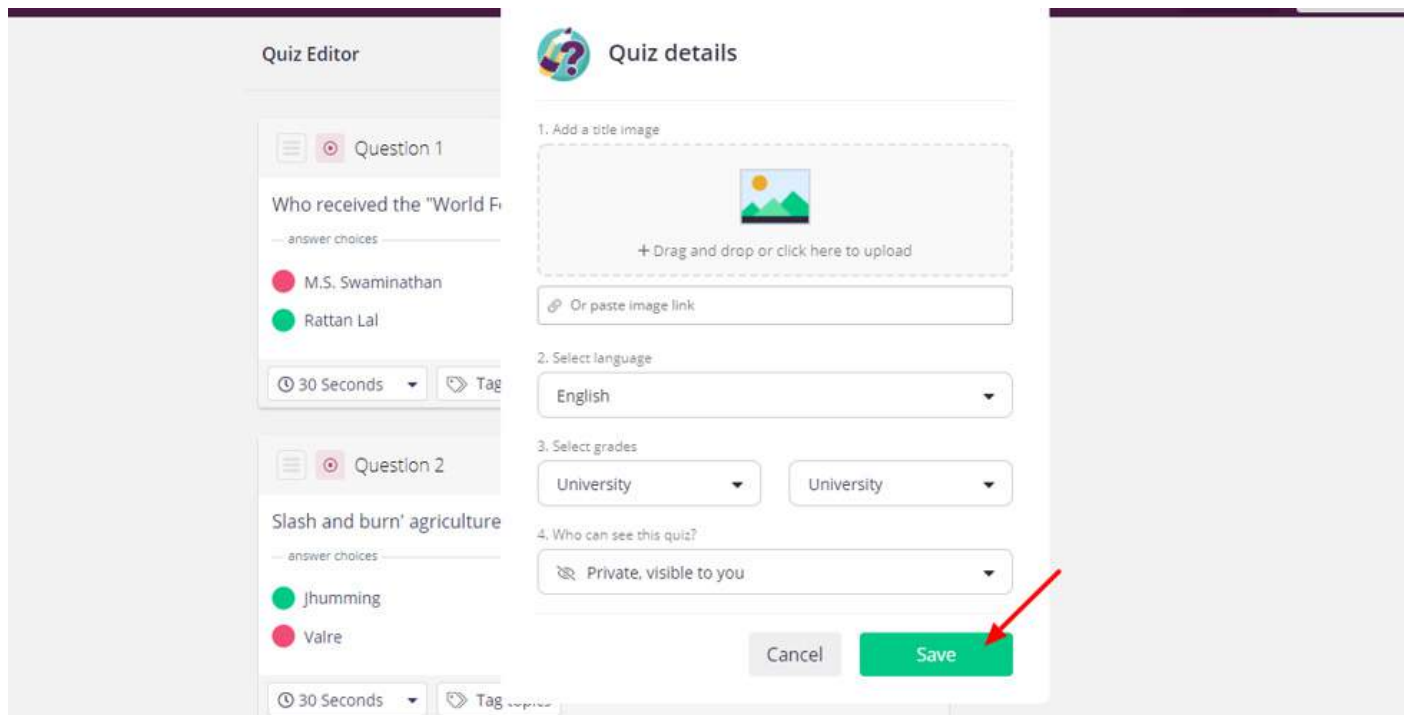 Quiz Editor
Question 1
Who received the "World F
answer choices
M.S. Swaminathan
Rattan Lal
30 Seconds
Tag
Question 2
Slash and burn' agriculture
answer choices
Jhumming
Valre
30 Seconds
Tag topics
Quiz details
1. Add a title image
+ Drag and drop or click here to upload
Or paste image link
2. Select language
English
3. Select grades
University University
4. Who can see this quiz?
Private, visible to you
Cancel Save